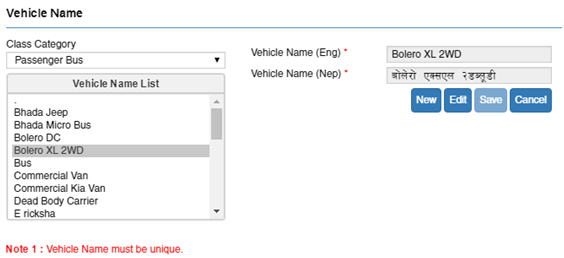 Vehicle Name
Class Category
Passenger Bus
Vehicle Name List
.
Bhada Jeep
Bhada Micro Bus
Bolero DC
Bolero XL 2WD
Bus
Commercial Van
Commercial Kia Van
Dead Body Carrier
E ricksha
Vehicle Name (Eng) * Bolero XL 2WD
Vehicle Name (Nep) * बोलेरो एक्सएल २डब्लूडी
New Edit Save Cancel
Note 1 : Vehicle Name must be unique.